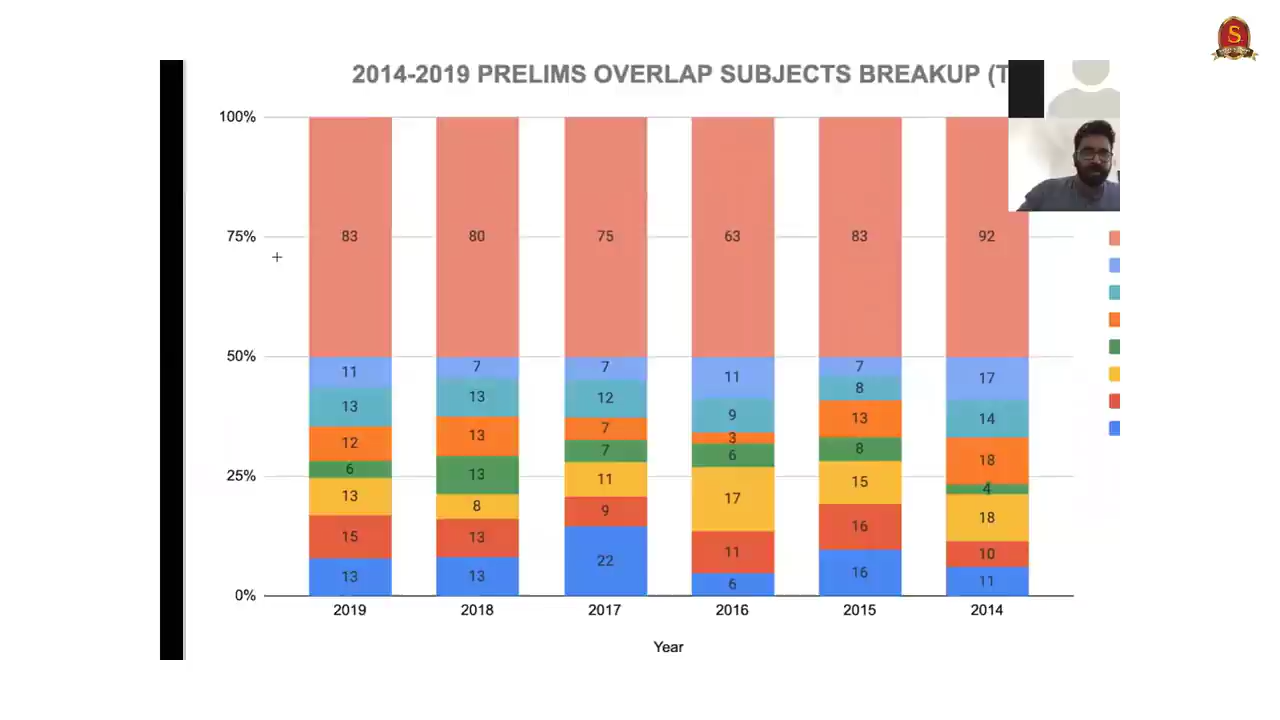 2014-2019 PRELIMS OVERLAP SUBJECTS BREAKUP (T
100%
83 80 75 63 83 92
75%
50%
11 7 7 11 7 17
13 13 12 9 8 14
12 13 7 3 13 18
6 13 7 6 8 4
25%
13 8 11 17 15 18
15 13 9 11 16 10
13 13 22 6 16 11
0%
2019 2018 2017 2016 2015 2014
Year
S